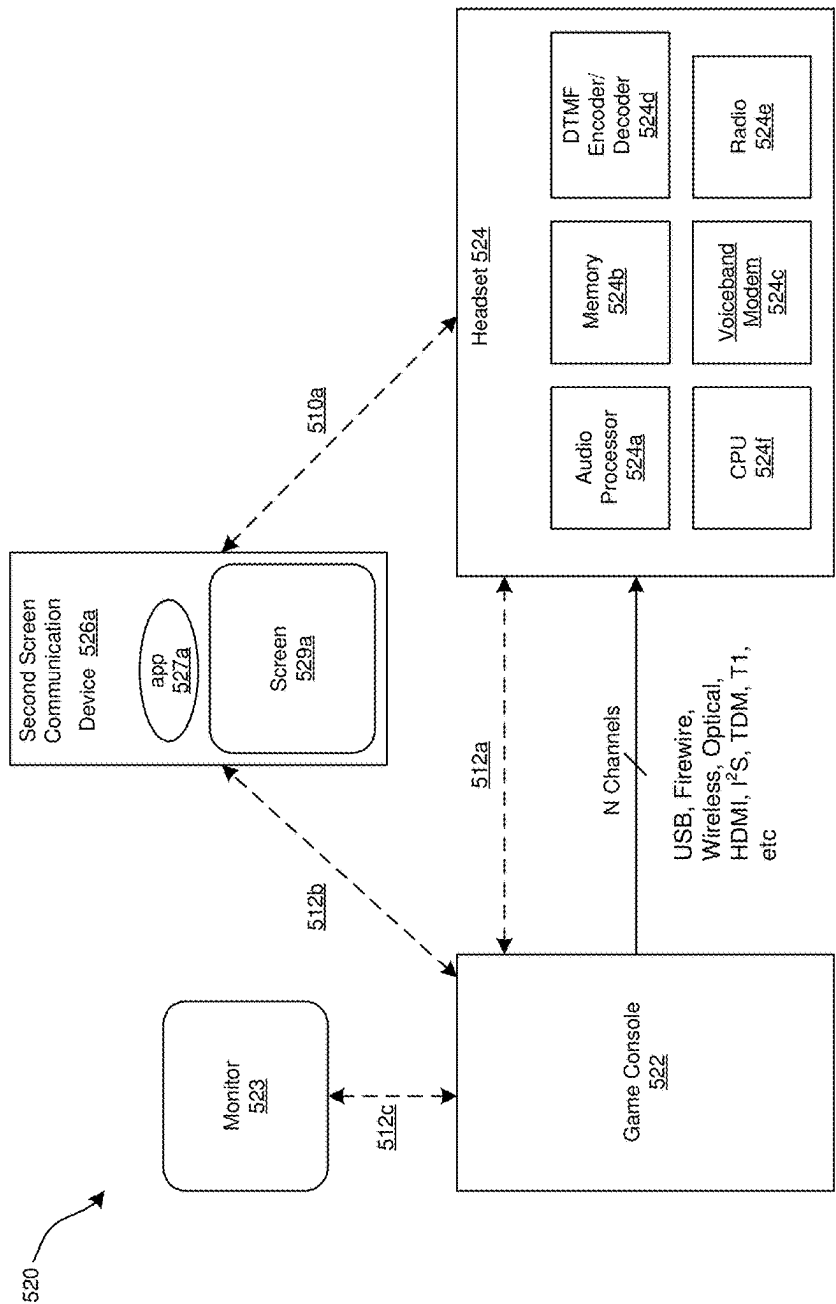 520
Monitor
523
512c
Game Console
522
512b
Second Screen
Communication
Device 526a
app
527a
Screen
529a
510a
512a
N Channels
USB, Firewire,
Wireless, Optical,
HDMI, I²S, TDM, T1,
etc
Headset 524
Audio
Processor
524a
Memory
524b
DTMF
Encoder/
Decoder
524d
CPU
524f
Voiceband
Modem
524c
Radio
524e